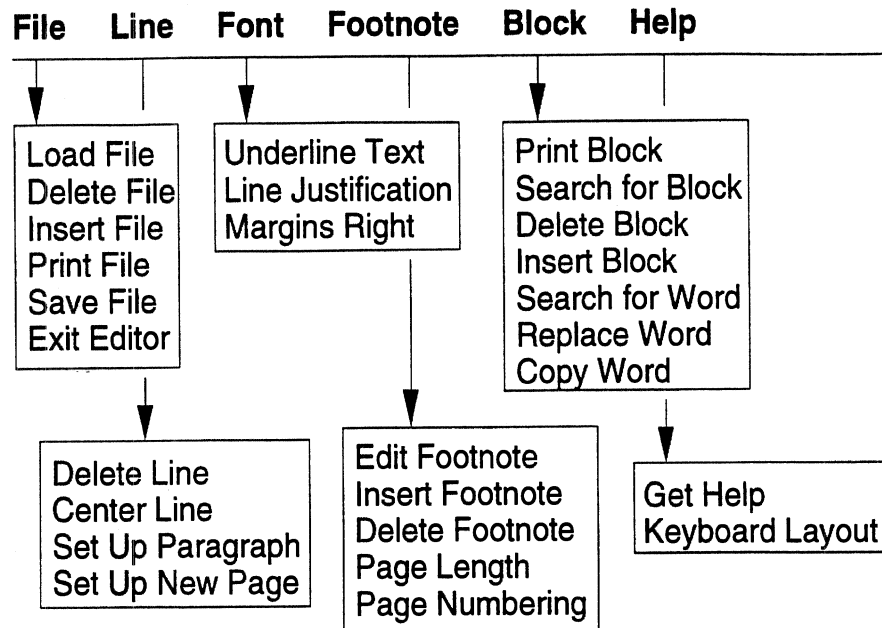 File Line Font Footnote Block Help
Load File
Delete File
Insert File
Print File
Save File
Exit Editor
Underline Text
Line Justification
Margins Right
Print Block
Search for Block
Delete Block
Insert Block
Search for Word
Replace Word
Copy Word
Delete Line
Center Line
Set Up Paragraph
Set Up New Page
Edit Footnote
Insert Footnote
Delete Footnote
Page Length
Page Numbering
Get Help
Keyboard Layout